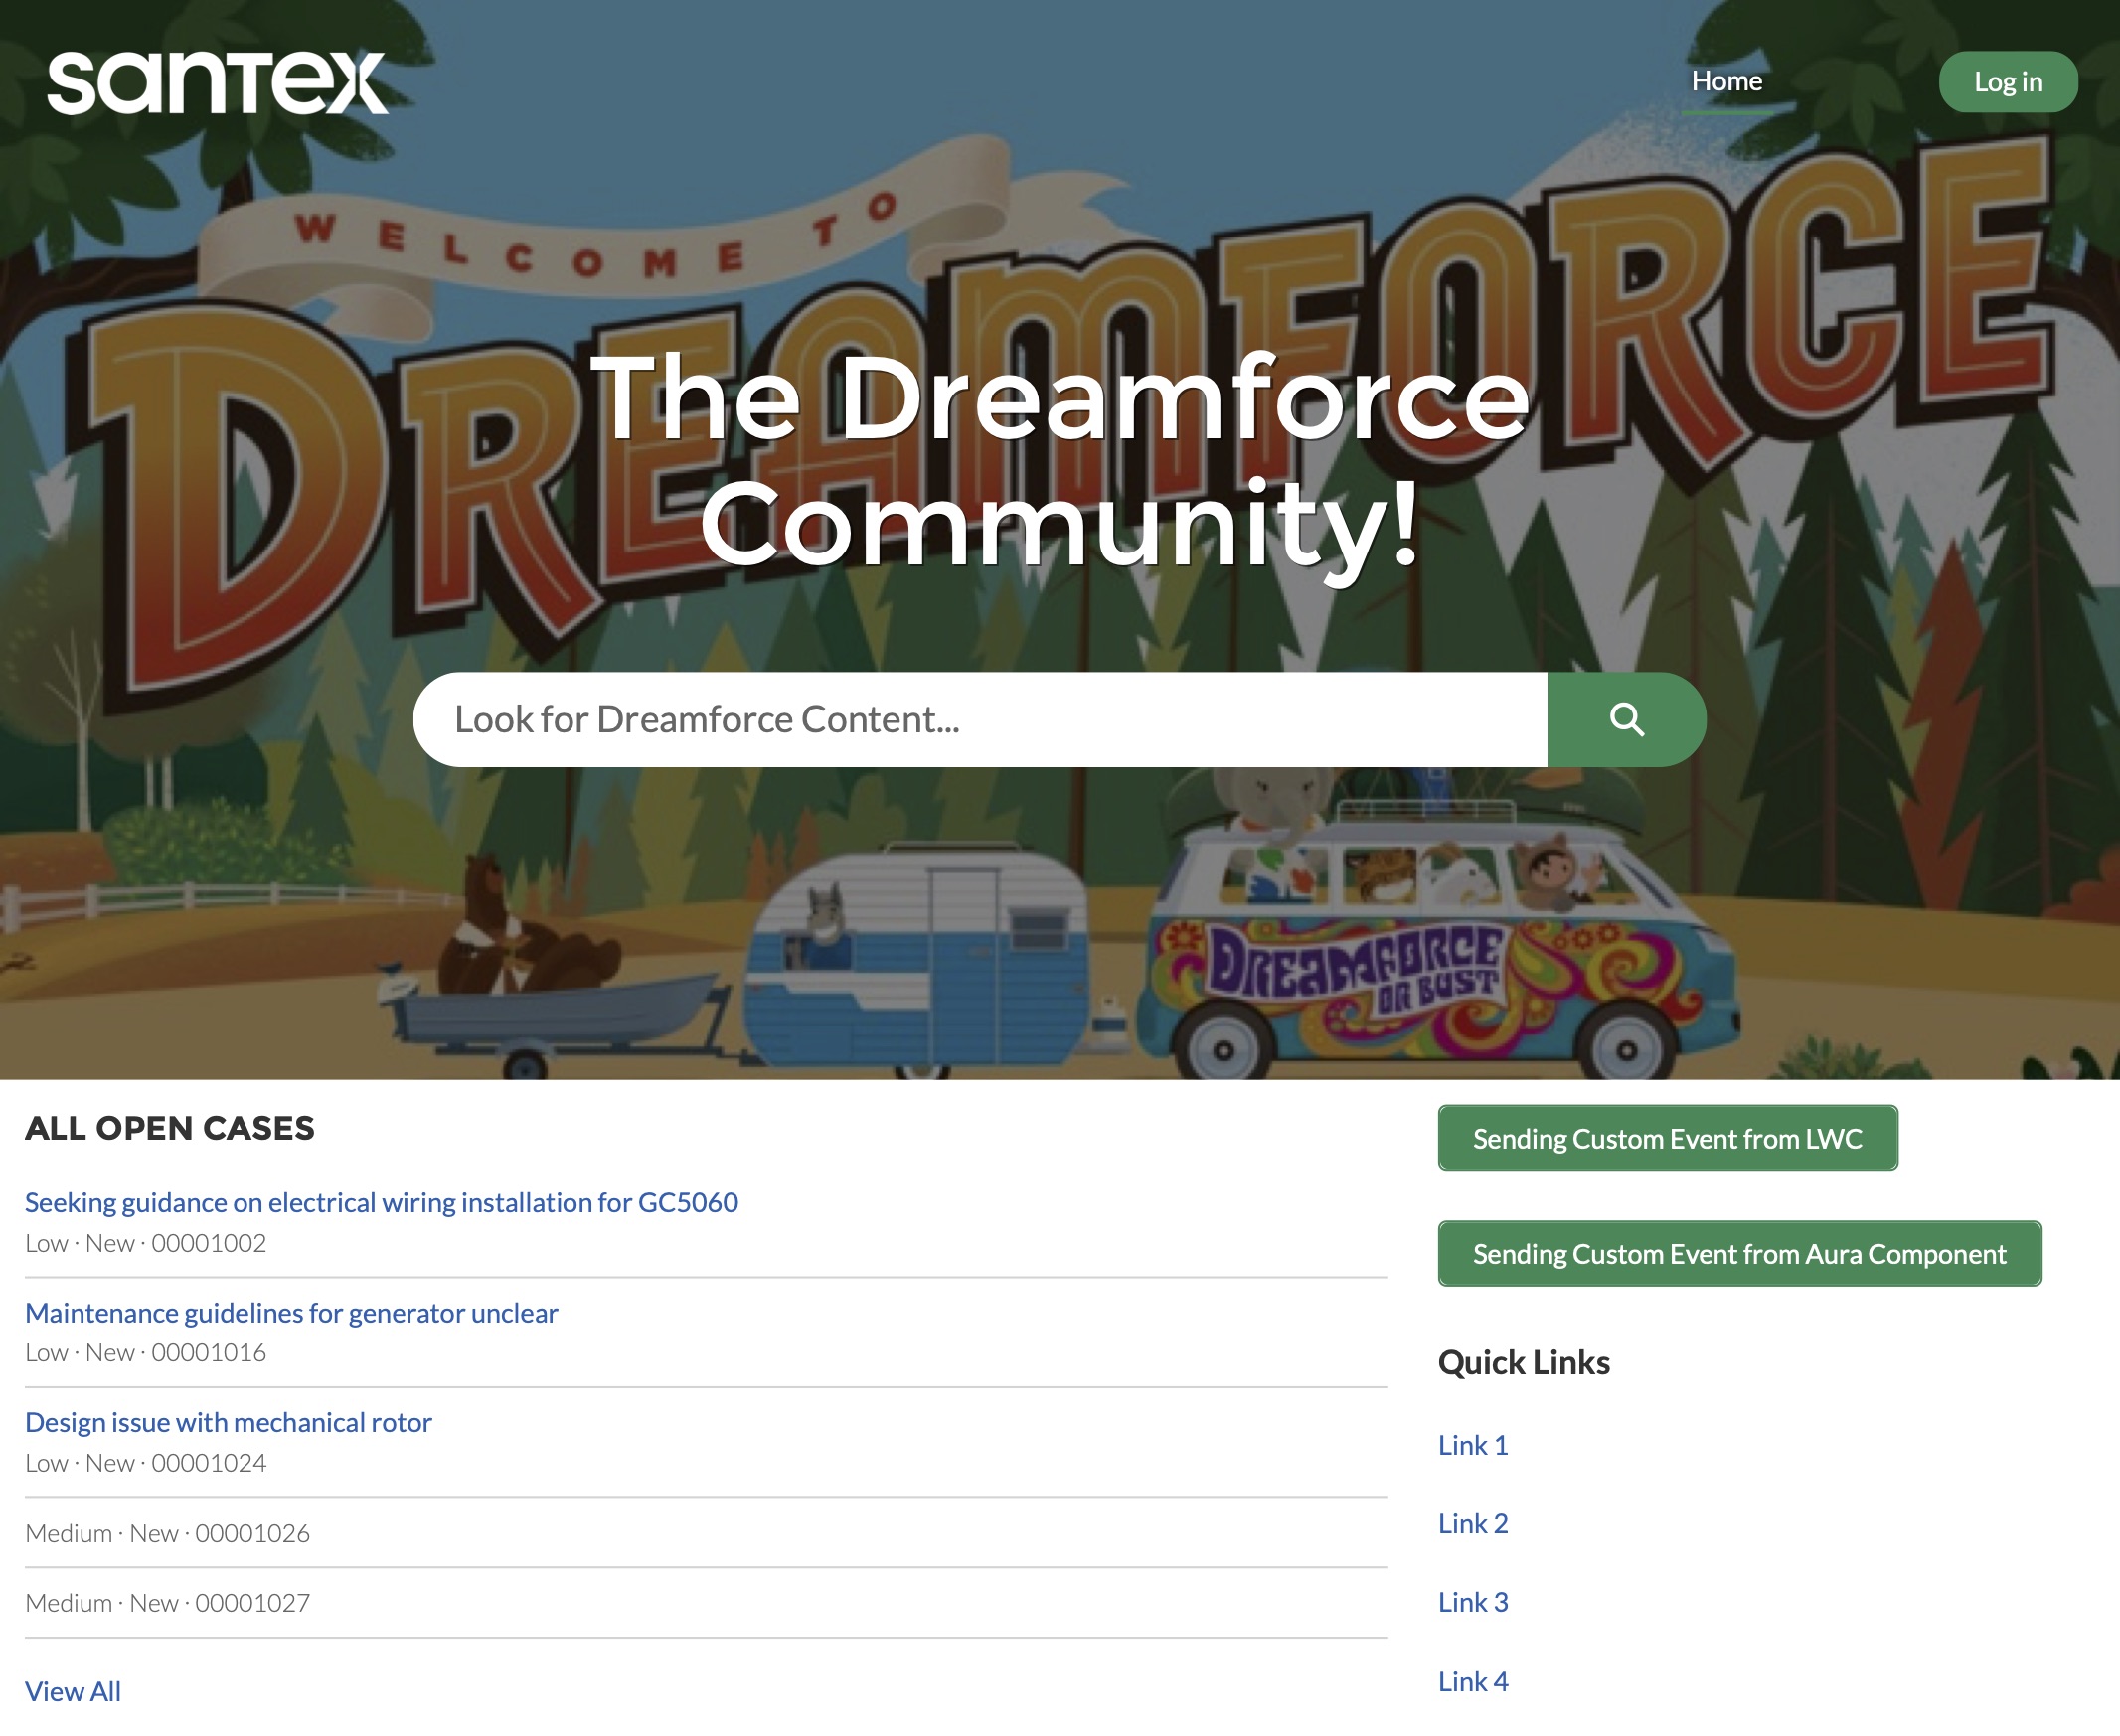 santex
Home
Log in
WELCOME TO
DREAMFORCE
The Dreamforce
Community!
Look for Dreamforce Content...
DREAMFORCE
OR BUST
ALL OPEN CASES
Seeking guidance on electrical wiring installation for GC5060
Low · New · 00001002
Maintenance guidelines for generator unclear
Low · New · 00001016
Design issue with mechanical rotor
Low · New · 00001024
Medium · New · 00001026
Medium · New · 00001027
View All
Sending Custom Event from LWC
Sending Custom Event from Aura Component
Quick Links
Link 1
Link 2
Link 3
Link 4